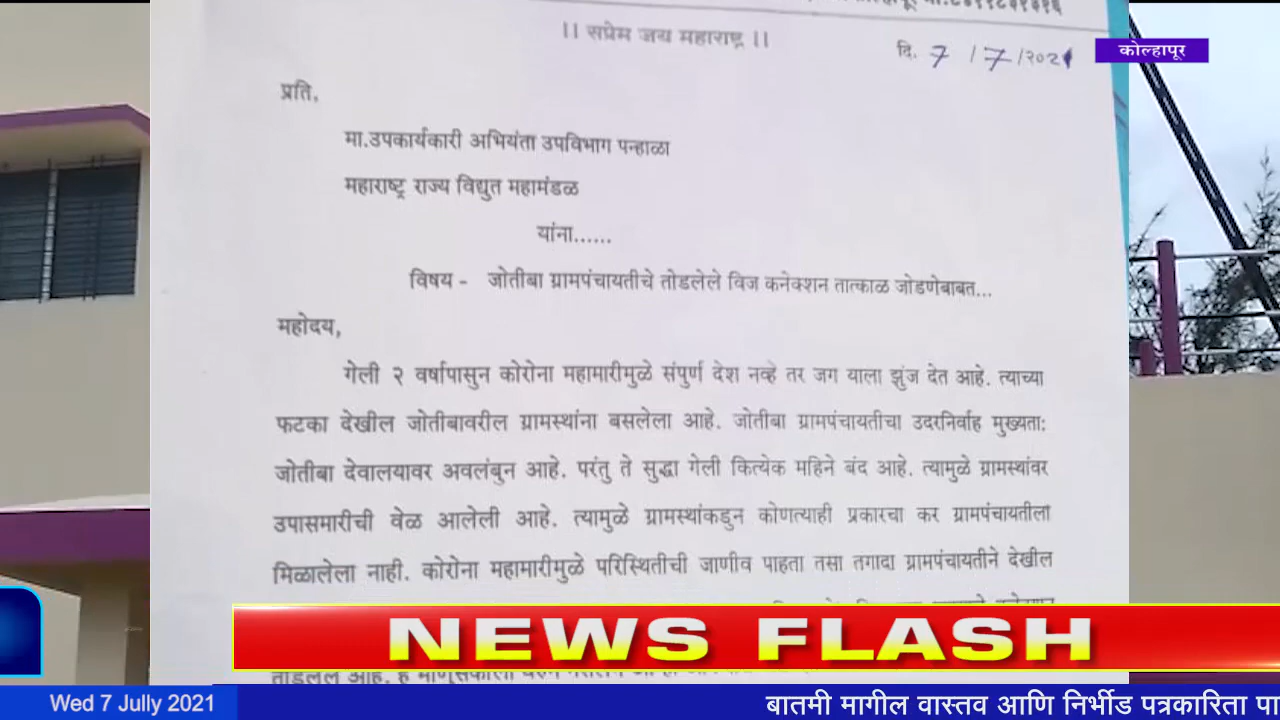 ।। सप्रेम जय महाराष्ट्र ।।
दि. 7 / 7 /२०२1
कोल्हापूर
प्रति,
मा.उपकार्यकारी अभियंता उपविभाग पन्हाळा
महाराष्ट्र राज्य विद्युत महामंडळ
यांना......
विषय - जोतीबा ग्रामपंचायतीचे तोडलेले विज कनेक्शन तात्काळ जोडणेबाबत...
महोदय,
गेली २ वर्षापासुन कोरोना महामारीमुळे संपुर्ण देश नव्हे तर जग याला झुंज देत आहे. त्याच्या
फटका देखील जोतीबावरील ग्रामस्थांना बसलेला आहे. जोतीबा ग्रामपंचायतीचा उदरनिर्वाह मुख्यता:
जोतीबा देवालयावर अवलंबुन आहे. परंतु ते सुद्धा गेली कित्येक महिने बंद आहे. त्यामुळे ग्रामस्थांवर
उपासमारीची वेळ आलेली आहे. त्यामुळे ग्रामस्थांकडुन कोणत्याही प्रकारचा कर ग्रामपंचायतीला
मिळालेला नाही. कोरोना महामारीमुळे परिस्थितीची जाणीव पाहता तसा तगादा ग्रामपंचायतीने देखील
NEWS FLASH
तोडलेले आहे. हे
Wed 7 Jully 2021
बातमी मागील वास्तव आणि निर्भीड पत्रकारिता पा